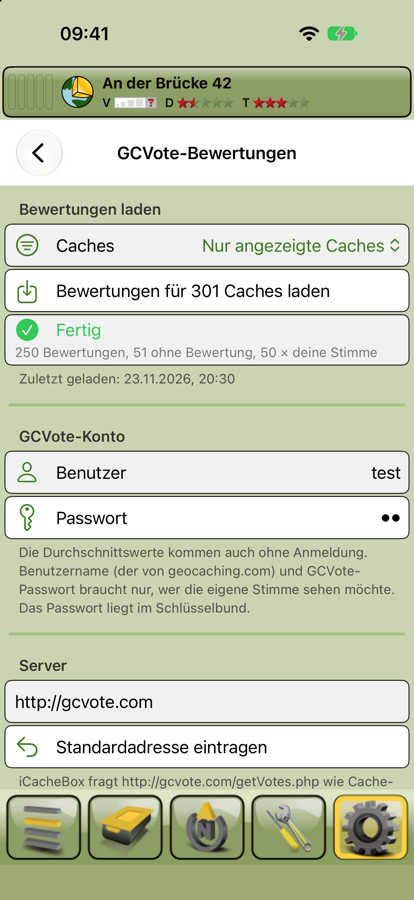 09:41
An der Brücke 42
V ? D T
GCVote-Bewertungen
Bewertungen laden
Caches Nur angezeigte Caches
Bewertungen für 301 Caches laden
Fertig
250 Bewertungen, 51 ohne Bewertung, 50 × deine Stimme
Zuletzt geladen: 23.11.2026, 20:30
GCVote-Konto
Benutzer test
Passwort ••
Die Durchschnittswerte kommen auch ohne Anmeldung.
Benutzername (der von geocaching.com) und GCVote-
Passwort braucht nur, wer die eigene Stimme sehen möchte.
Das Passwort liegt im Schlüsselbund.
Server
http://gcvote.com
Standardadresse eintragen
iCacheBox fragt http://gcvote.com/getVotes.php wie Cache-